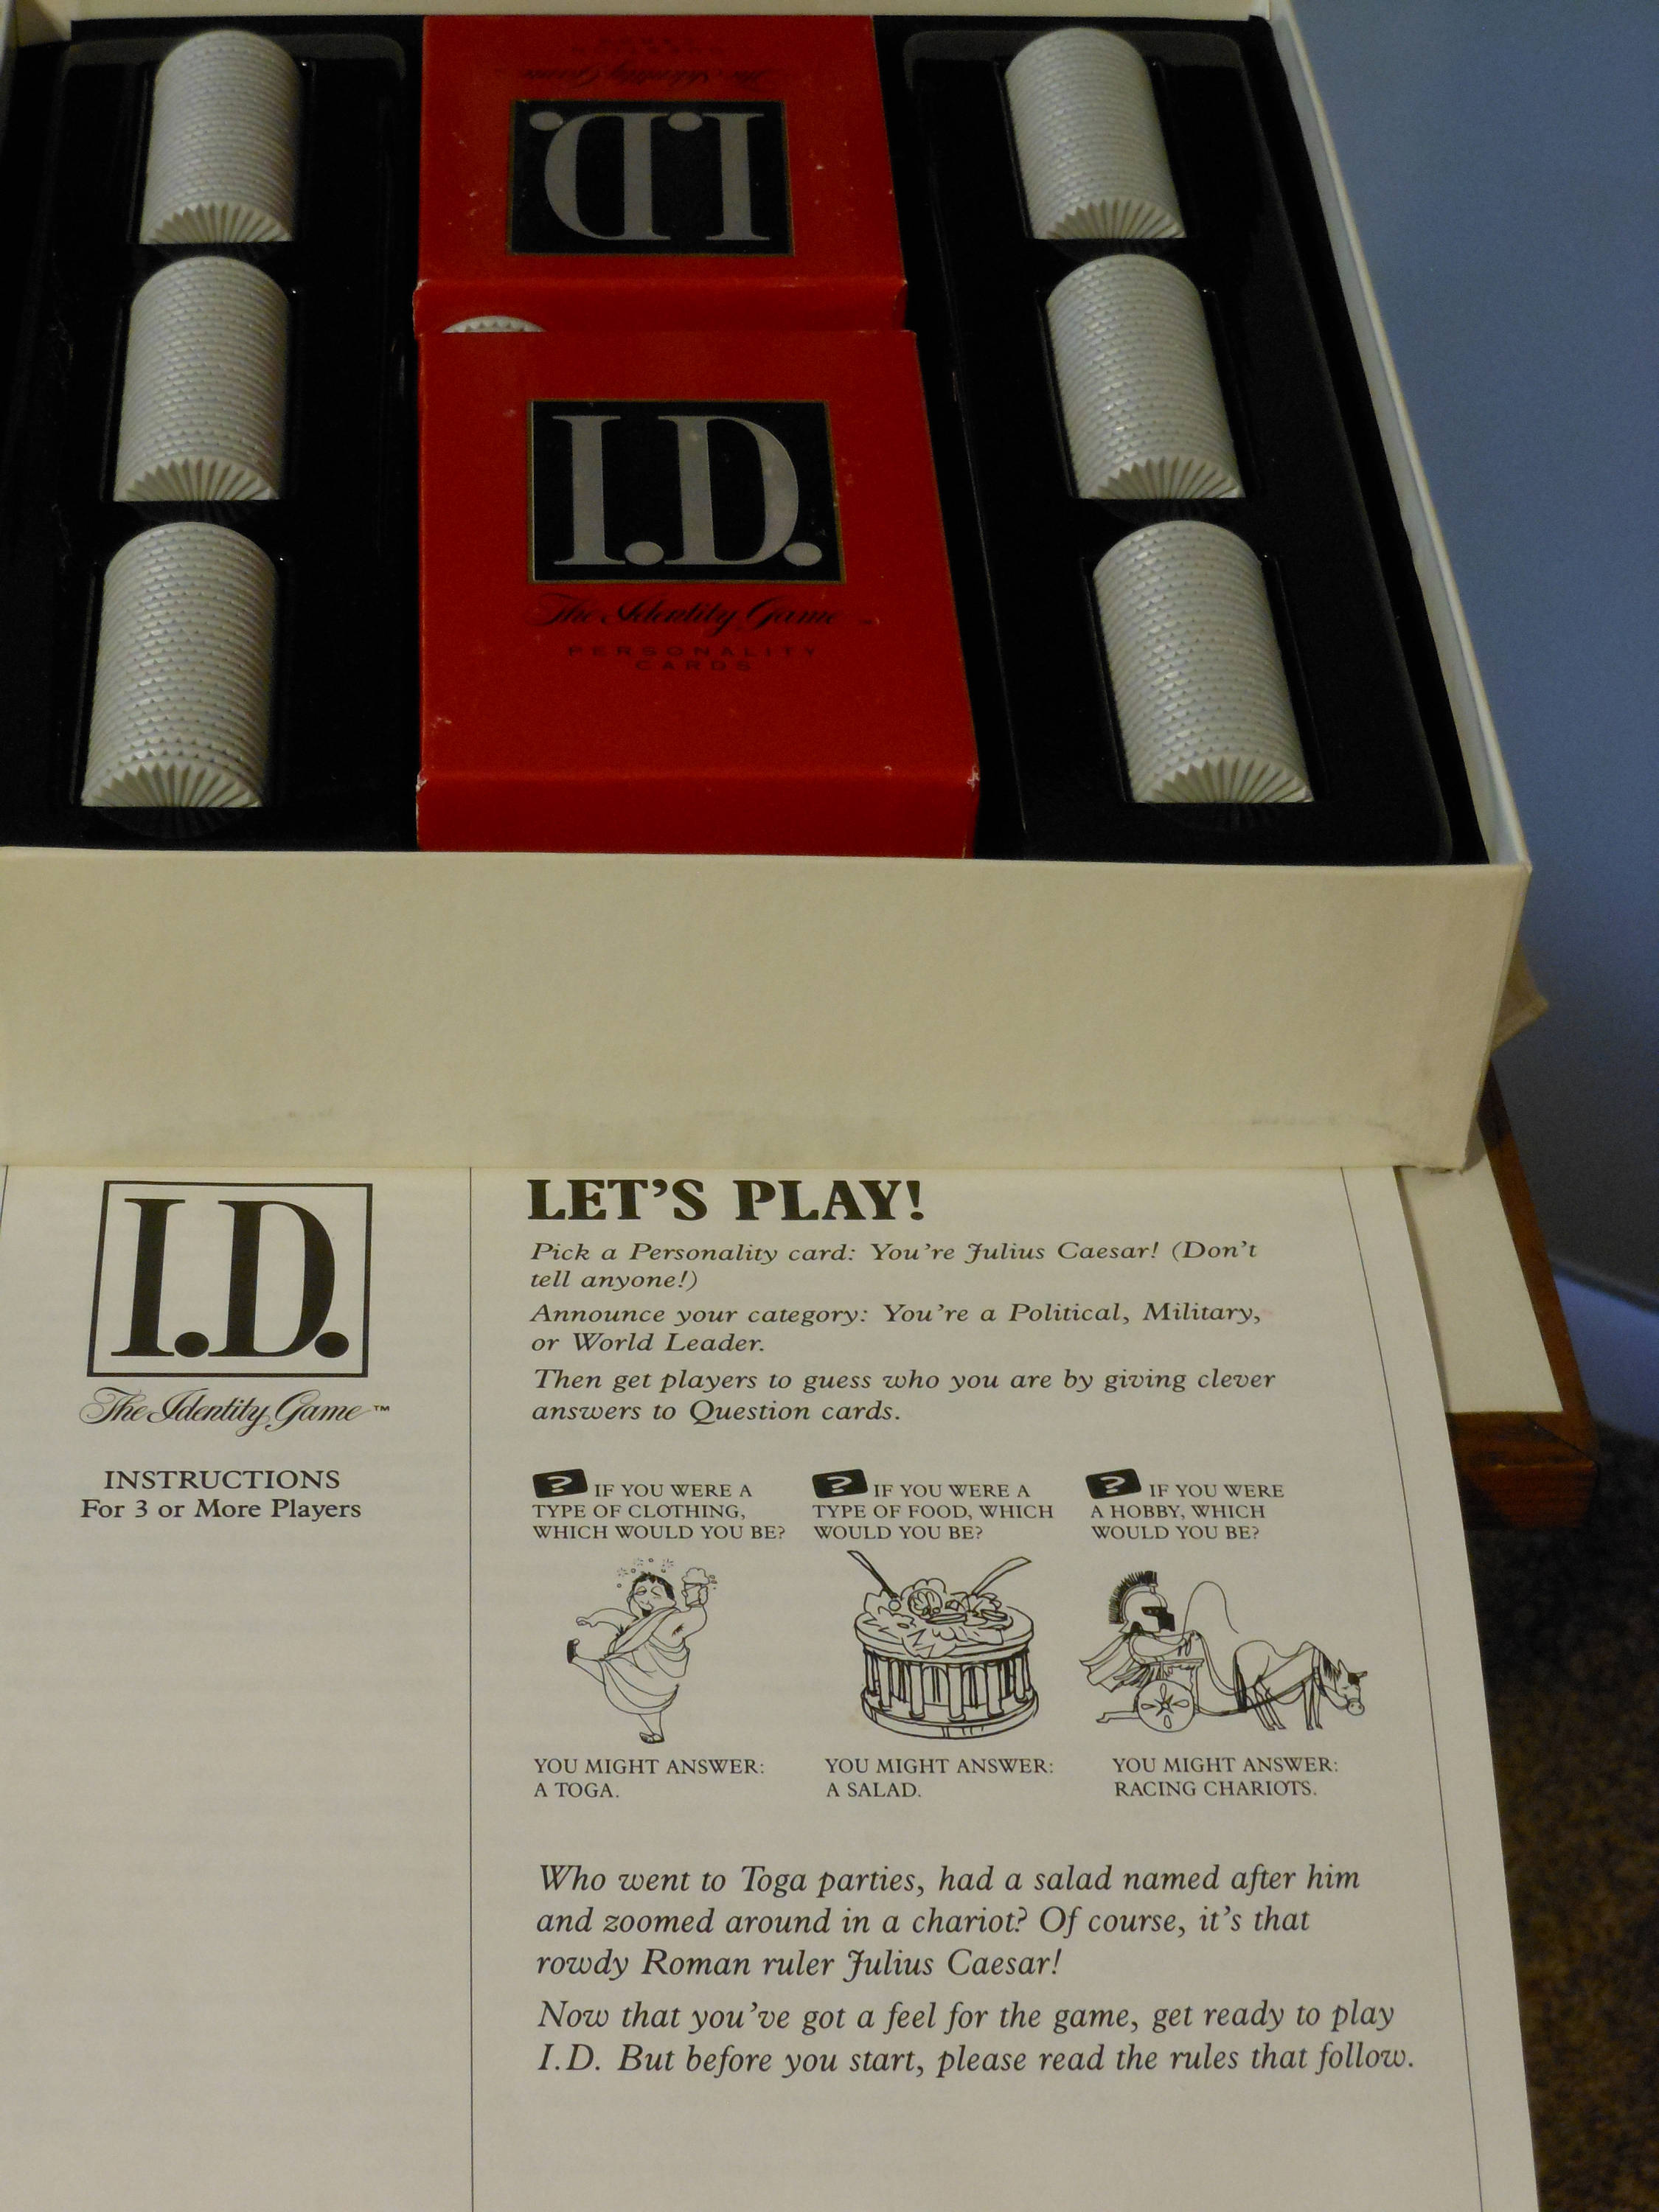 I.D.
I.D.
The Identity Game
PERSONALITY
CARDS
I.D.
The Identity Game™
INSTRUCTIONS
For 3 or More Players
LET'S PLAY!
Pick a Personality card: You're Julius Caesar! (Don't
tell anyone!)
Announce your category: You're a Political, Military,
or World Leader.
Then get players to guess who you are by giving clever
answers to Question cards.
? IF YOU WERE A
TYPE OF CLOTHING,
WHICH WOULD YOU BE?
? IF YOU WERE A
TYPE OF FOOD, WHICH
WOULD YOU BE?
? IF YOU WERE
A HOBBY, WHICH
WOULD YOU BE?
YOU MIGHT ANSWER:
A TOGA.
YOU MIGHT ANSWER:
A SALAD.
YOU MIGHT ANSWER:
RACING CHARIOTS.
Who went to Toga parties, had a salad named after him
and zoomed around in a chariot? Of course, it's that
rowdy Roman ruler Julius Caesar!
Now that you've got a feel for the game, get ready to play
I.D. But before you start, please read the rules that follow.